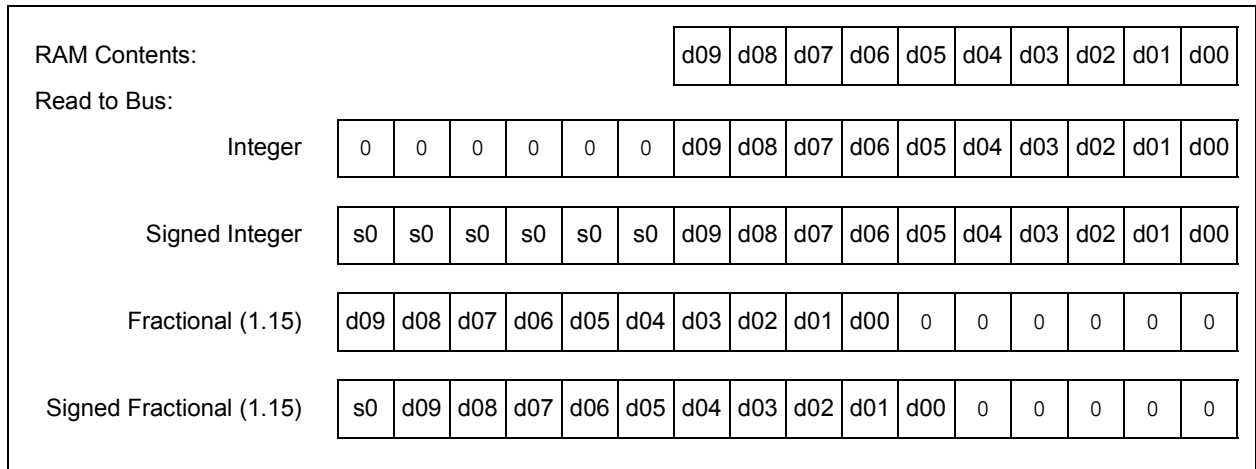 RAM Contents: d09 d08 d07 d06 d05 d04 d03 d02 d01 d00
Read to Bus:
Integer 0 0 0 0 0 0 d09 d08 d07 d06 d05 d04 d03 d02 d01 d00
Signed Integer s0 s0 s0 s0 s0 s0 d09 d08 d07 d06 d05 d04 d03 d02 d01 d00
Fractional (1.15) d09 d08 d07 d06 d05 d04 d03 d02 d01 d00 0 0 0 0 0 0
Signed Fractional (1.15) s0 d09 d08 d07 d06 d05 d04 d03 d02 d01 d00 0 0 0 0 0